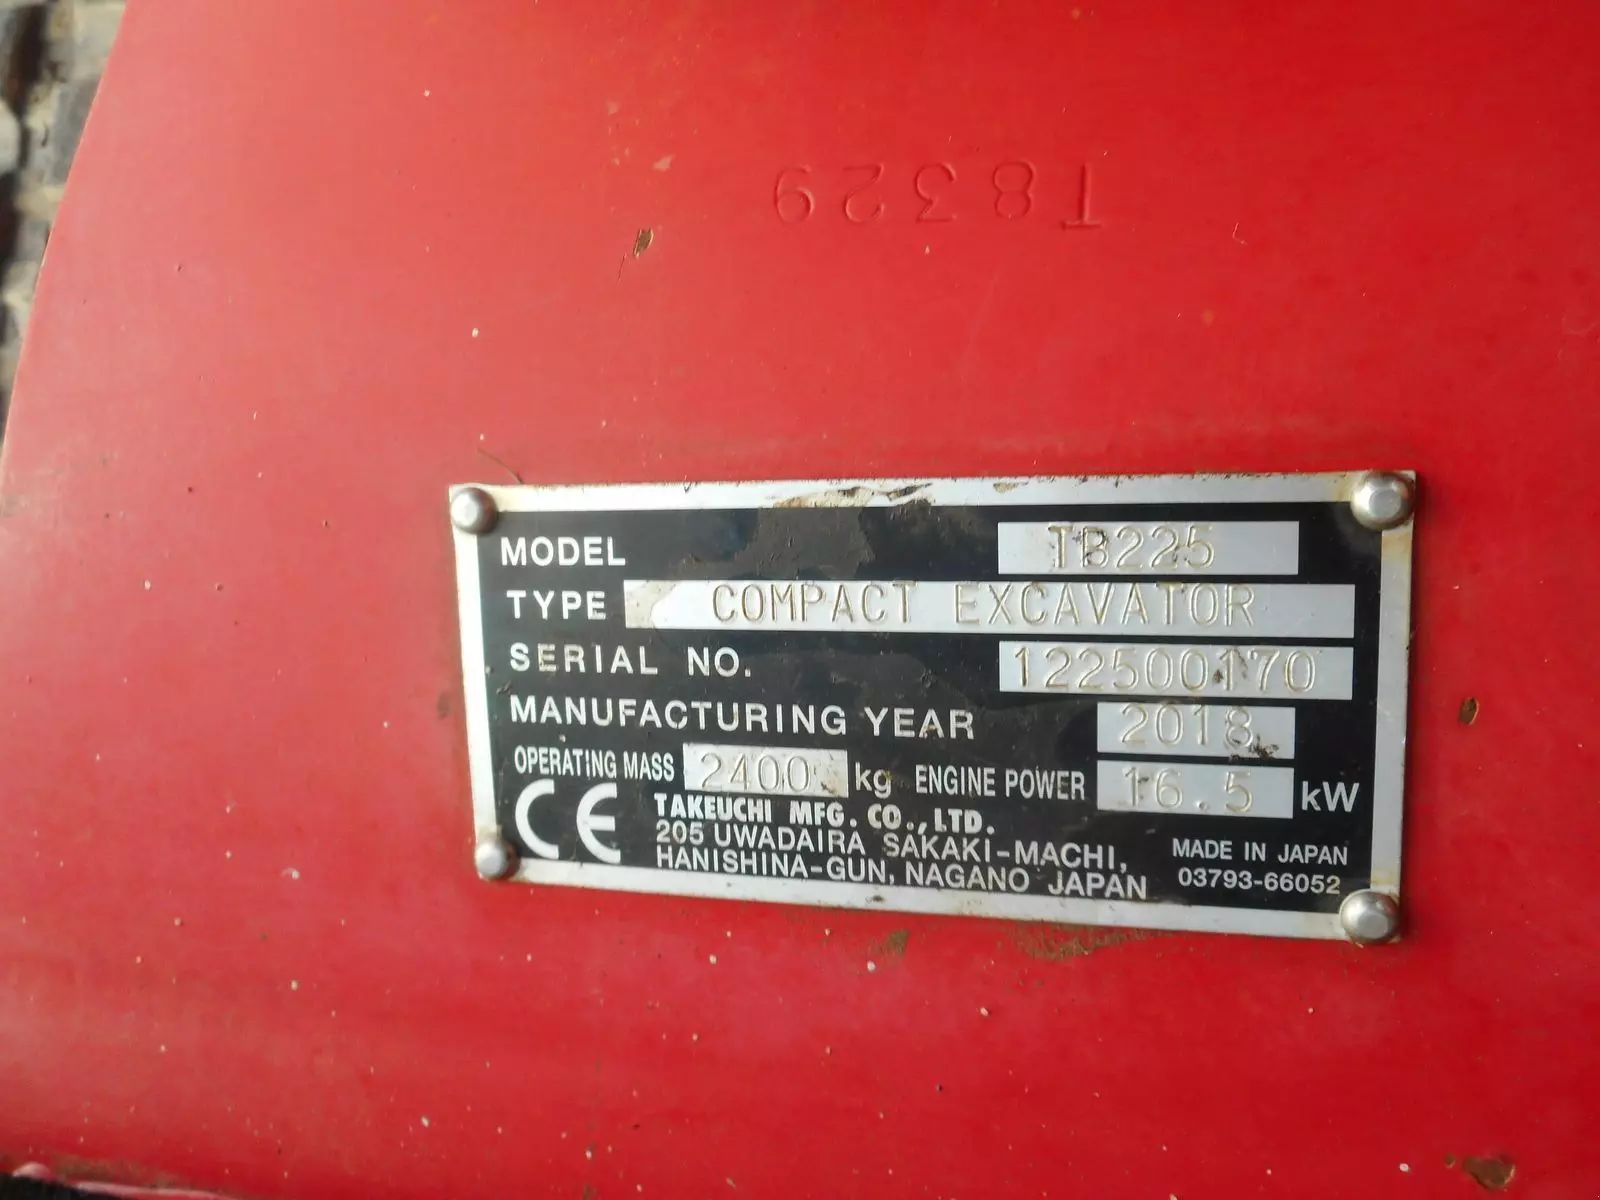 T8329
MODEL TB225
TYPE COMPACT EXCAVATOR
SERIAL NO. 122500170
MANUFACTURING YEAR 2018
OPERATING MASS 2400 kg ENGINE POWER 16.5 kW
CE TAKEUCHI MFG. CO., LTD.
205 UWADAIRA SAKAKI-MACHI,
HANISHINA-GUN, NAGANO JAPAN
MADE IN JAPAN
03793-66052